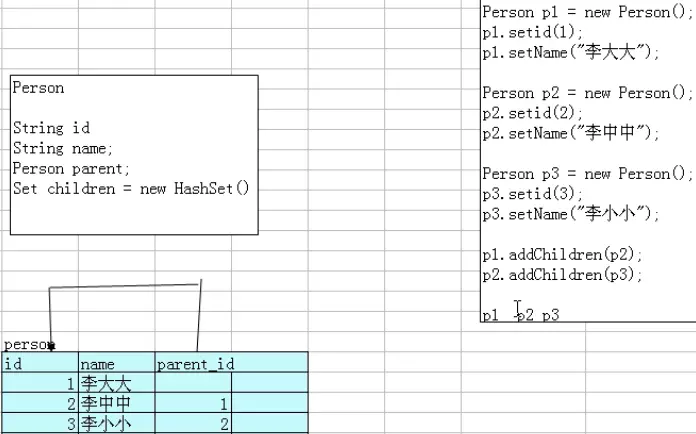 Person
String id
String name;
Person parent;
Set children = new HashSet()
Person p1 = new Person();
p1.setid(1);
p1.setName("李大大");
Person p2 = new Person();
p2.setid(2);
p2.setName("李中中");
Person p3 = new Person();
p3.setid(3);
p3.setName("李小小");
p1.addChildren(p2);
p2.addChildren(p3);
p1 p2 p3
person
id name parent_id
1 李大大
2 李中中 1
3 李小小 2